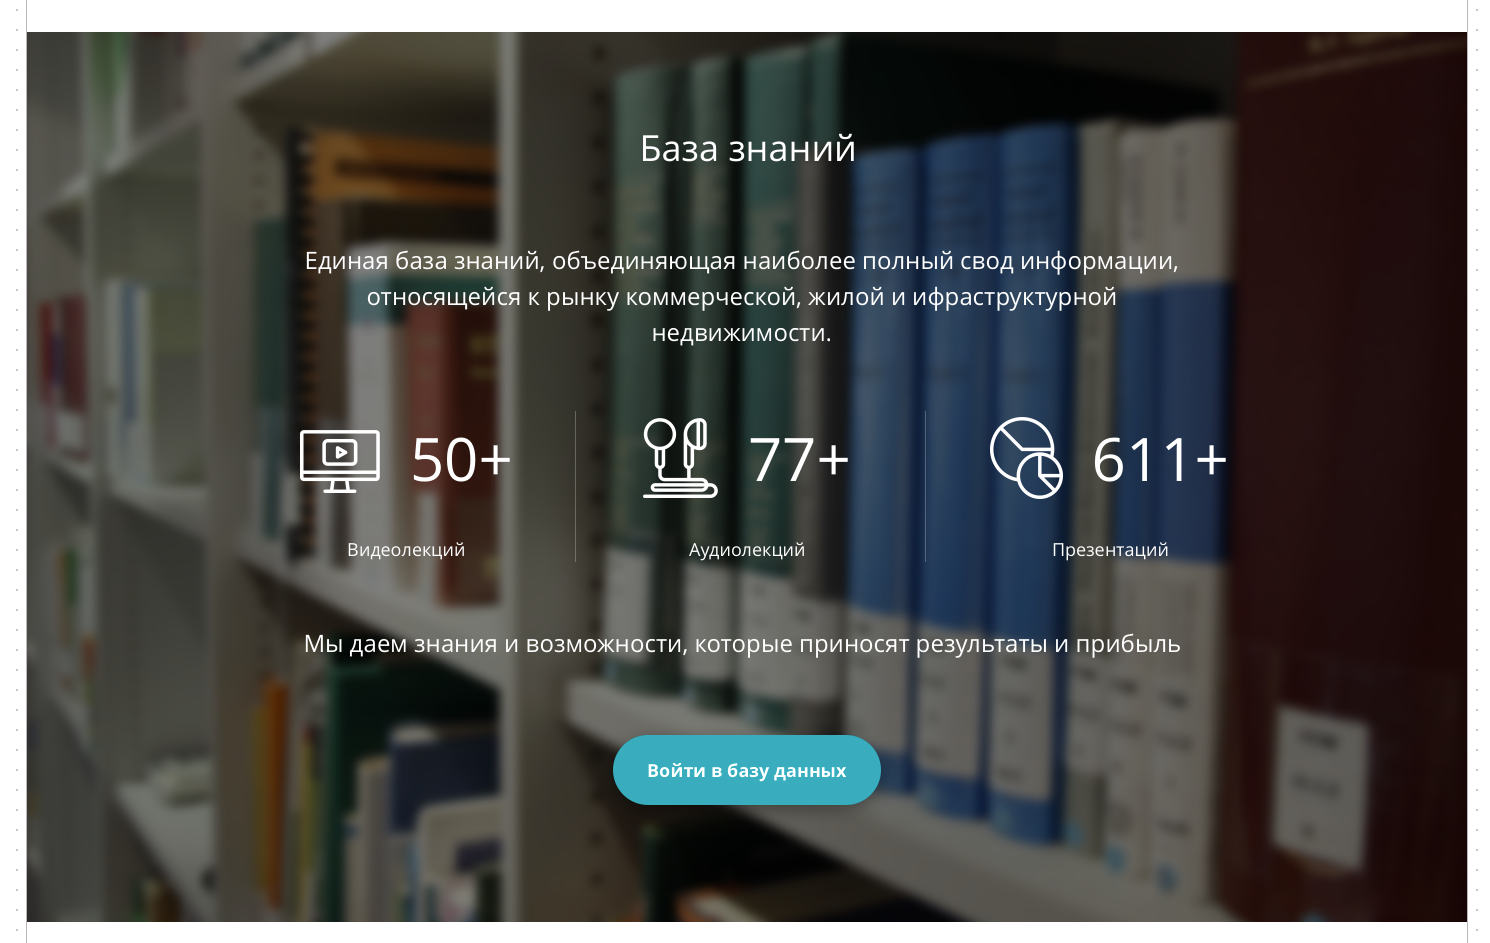 База знаний
Единая база знаний, объединяющая наиболее полный свод информации,
относящейся к рынку коммерческой, жилой и ифраструктурной
недвижимости.
50+
77+
611+
Видеолекций
Аудиолекций
Презентаций
Мы даем знания и возможности, которые приносят результаты и прибыль
Войти в базу данных